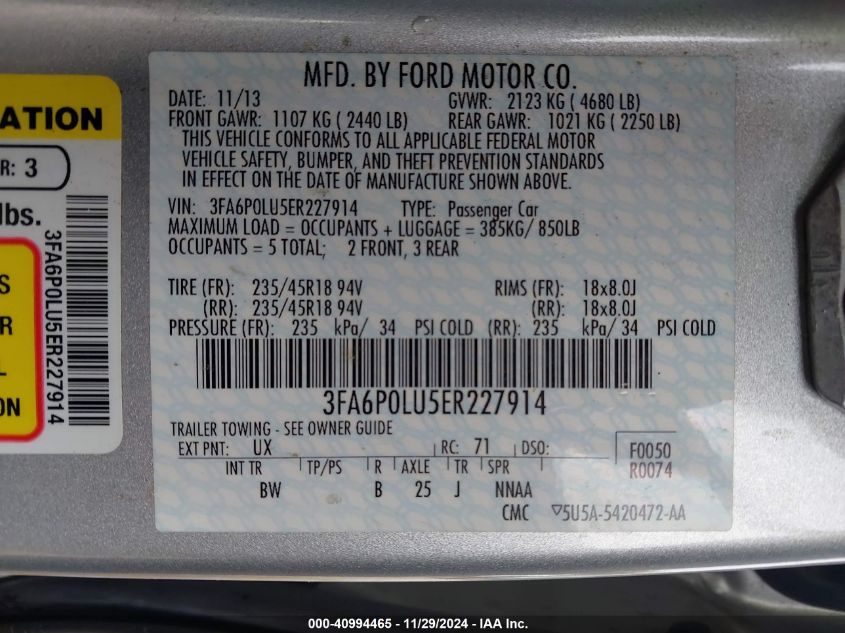 MFD. BY FORD MOTOR CO.
DATE: 11/13 GVWR: 2123 KG ( 4680 LB)
FRONT GAWR: 1107 KG ( 2440 LB) REAR GAWR: 1021 KG ( 2250 LB)
THIS VEHICLE CONFORMS TO ALL APPLICABLE FEDERAL MOTOR
VEHICLE SAFETY, BUMPER, AND THEFT PREVENTION STANDARDS
IN EFFECT ON THE DATE OF MANUFACTURE SHOWN ABOVE.
VIN: 3FA6P0LU5ER227914 TYPE: Passenger Car
MAXIMUM LOAD = OCCUPANTS + LUGGAGE = 385KG/ 850LB
OCCUPANTS = 5 TOTAL; 2 FRONT, 3 REAR
TIRE (FR): 235/45R18 94V RIMS (FR): 18x8.0J
(RR): 235/45R18 94V (RR): 18x8.0J
PRESSURE (FR): 235 kPa/ 34 PSI COLD (RR): 235 kPa/ 34 PSI COLD
3FA6P0LU5ER227914
TRAILER TOWING - SEE OWNER GUIDE
EXT PNT: UX RC: 71 DSO: F0050
INT TR TP/PS R AXLE TR SPR R0074
BW B 25 J NNAA
CMC ▽5U5A-5420472-AA
ATION
R: 3
lbs.
3FA6P0LU5ER227914
S
R
L
ON
000-40994465 - 11/29/2024 - IAA Inc.